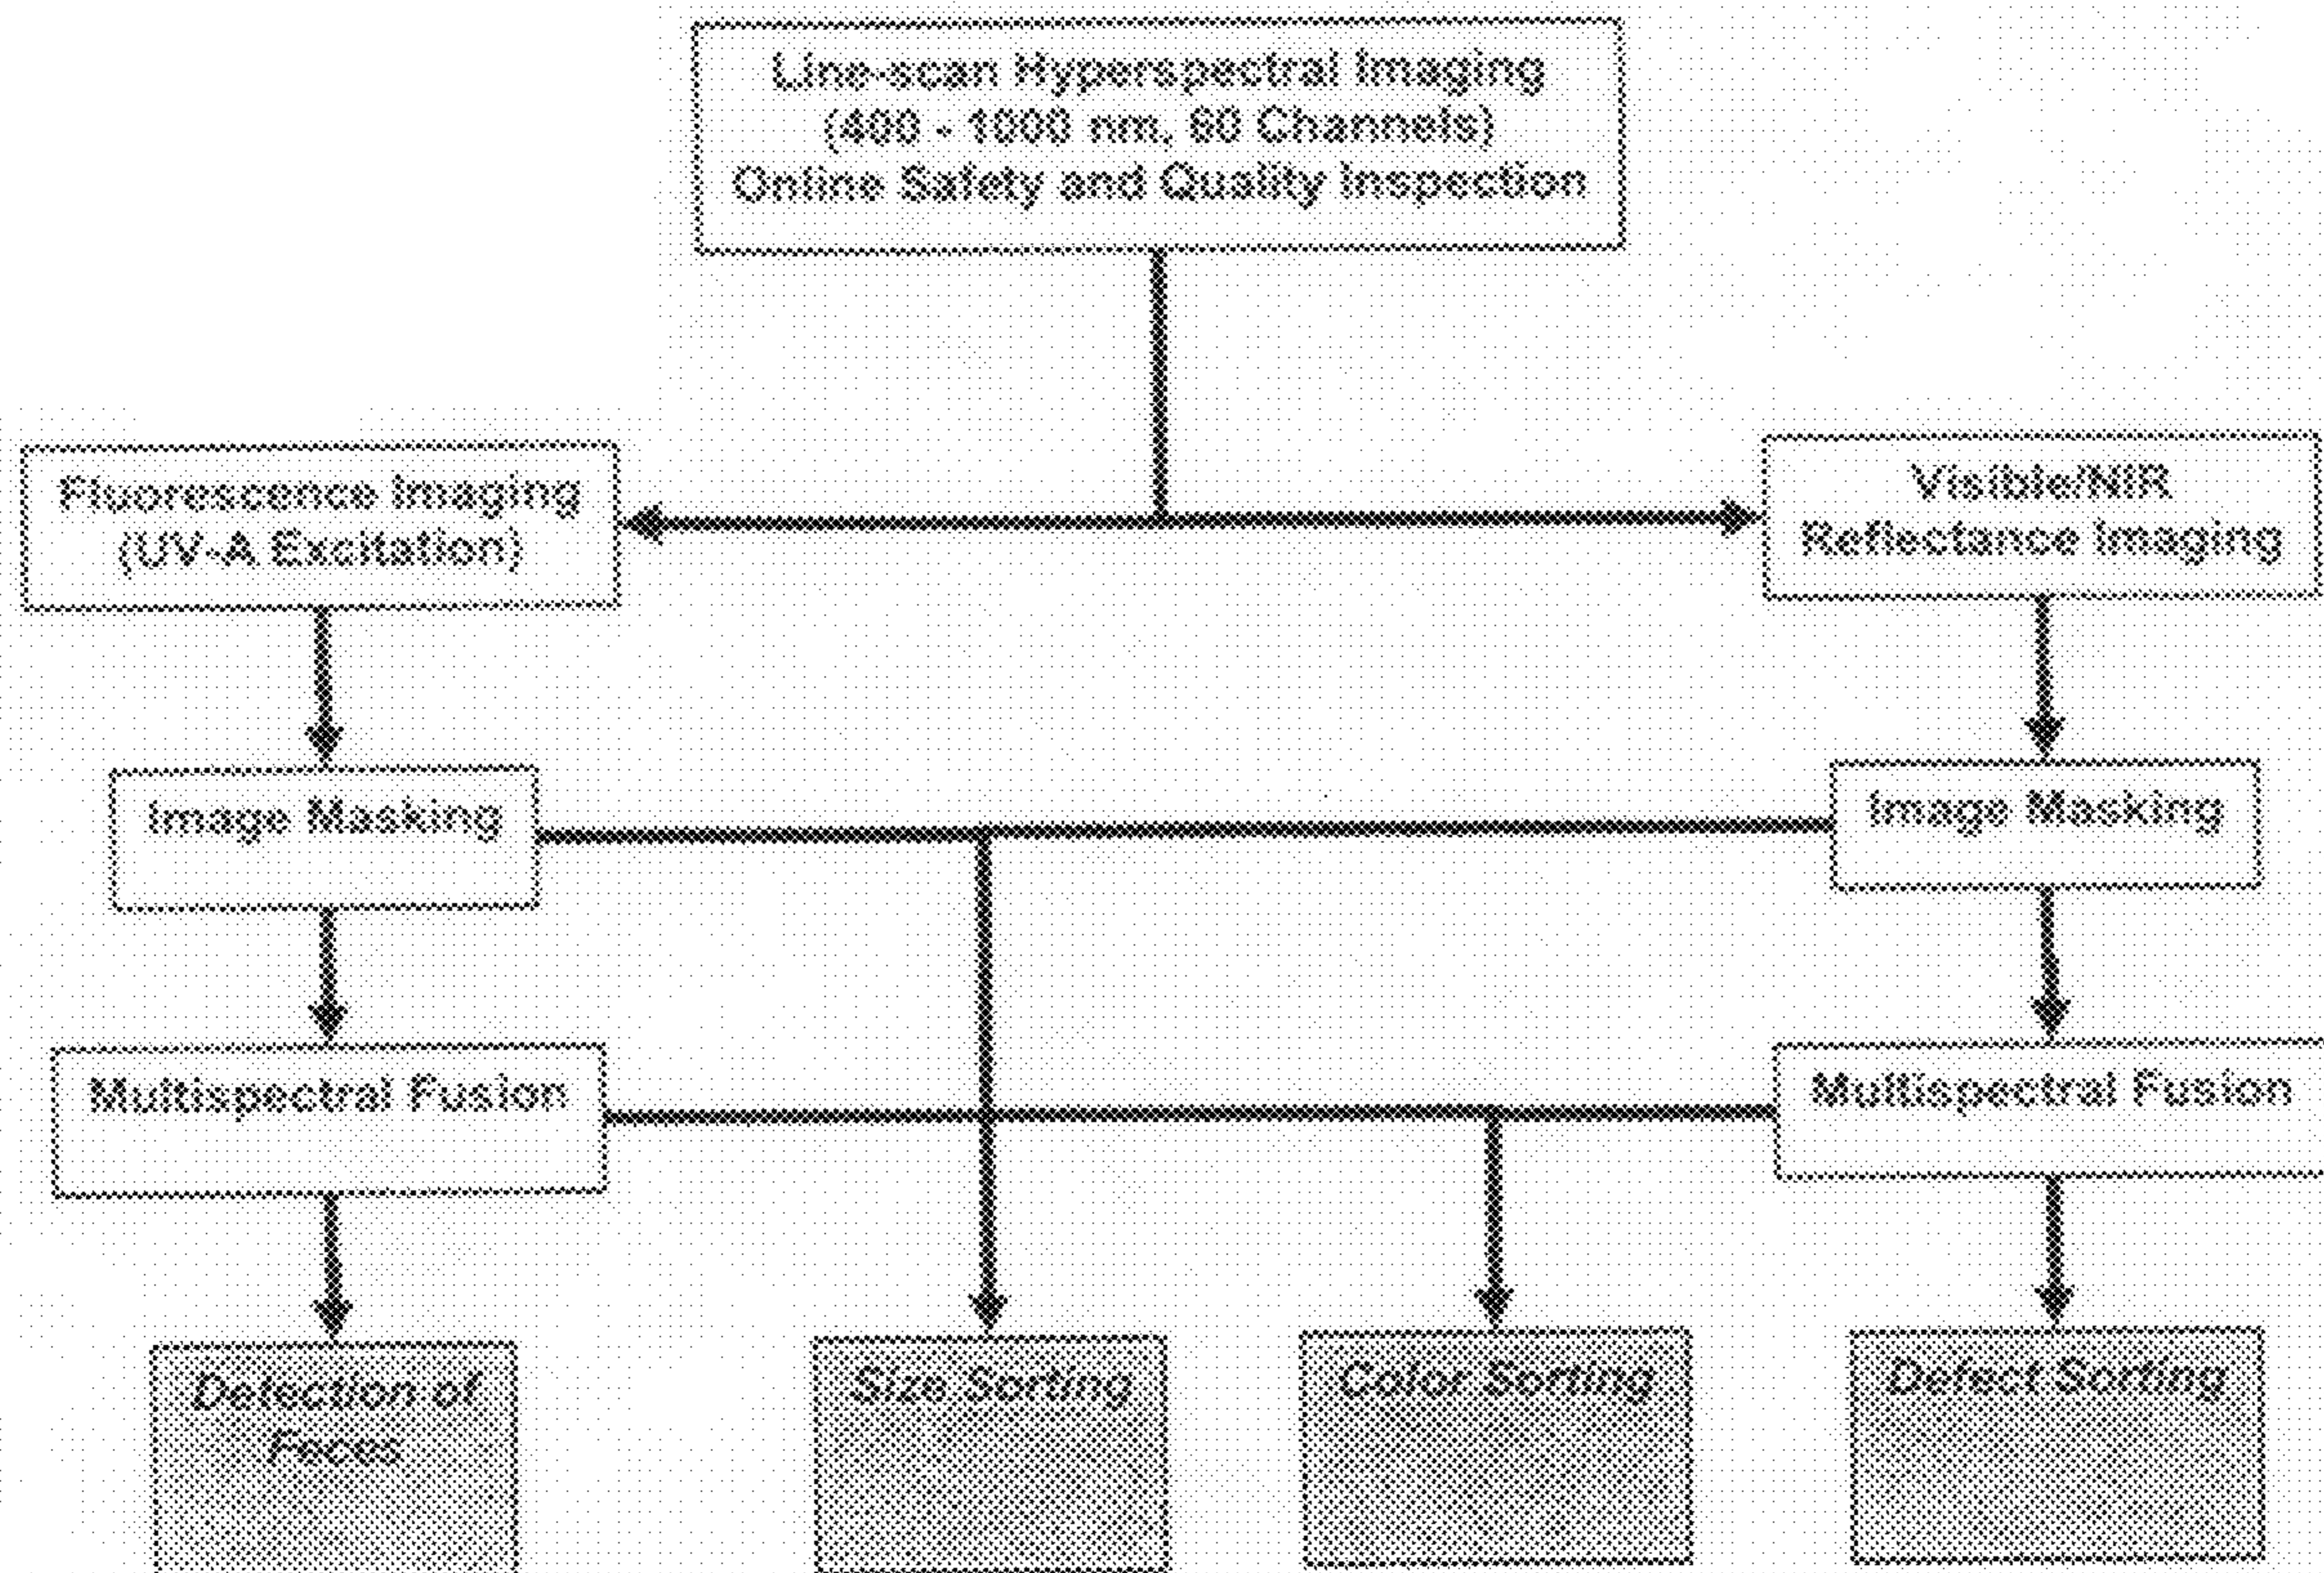 Line-scan Hyperspectral Imaging
(400 - 1000 nm, 60 Channels)
Online Safety and Quality Inspection
Fluorescence Imaging
(UV-A Excitation)
Visible/NIR
Reflectance Imaging
Image Masking
Image Masking
Multispectral Fusion
Multispectral Fusion
Detection of
Feces
Size Sorting
Color Sorting
Defect Sorting